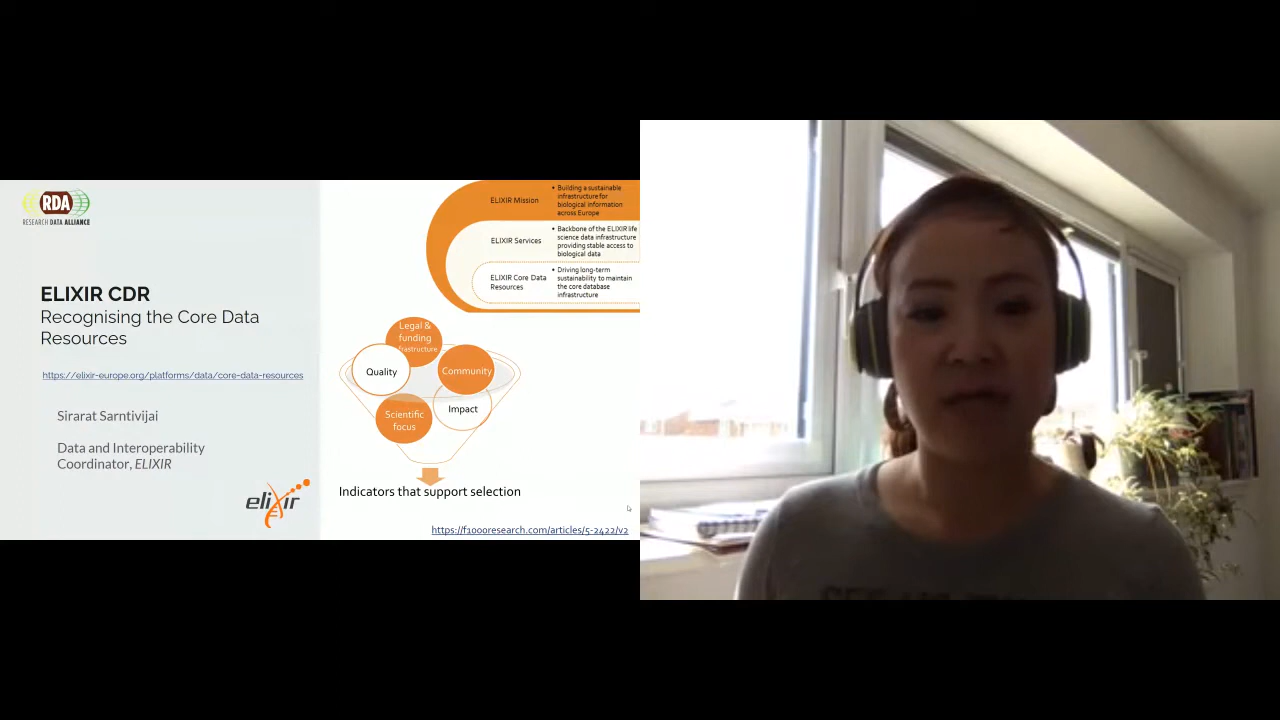 RDA
RESEARCH DATA ALLIANCE
ELIXIR CDR
Recognising the Core Data
Resources
https://elixir-europe.org/platforms/data/core-data-resources
Sirarat Sarntivijai
Data and Interoperability
Coordinator, ELIXIR
elixir
ELIXIR Mission
• Building a sustainable
infrastructure for
biological information
across Europe
ELIXIR Services
• Backbone of the ELIXIR life
science data infrastructure
providing stable access to
biological data
ELIXIR Core Data
Resources
• Driving long-term
sustainability to maintain
the core database
infrastructure
Legal &
funding
frastructure
Quality
Community
Scientific
focus
Impact
Indicators that support selection
https://f1000research.com/articles/5-2422/v2